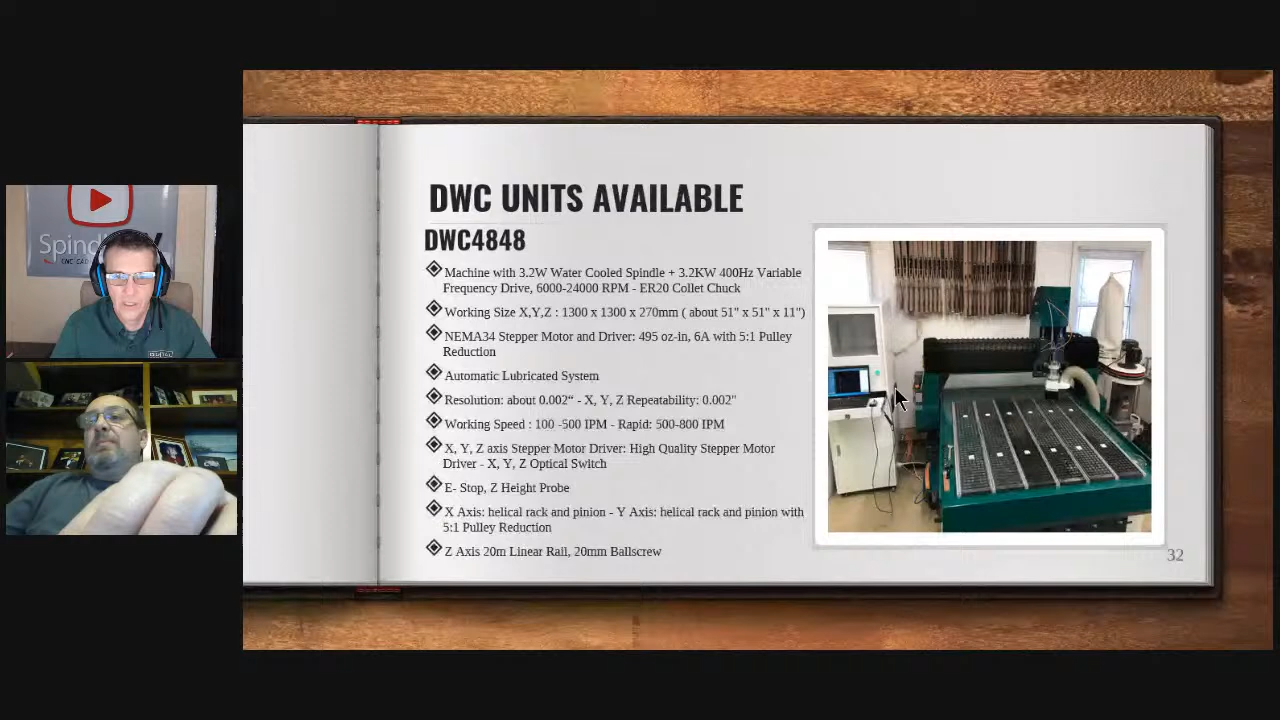 DWC UNITS AVAILABLE
DWC4848
Machine with 3.2W Water Cooled Spindle + 3.2KW 400Hz Variable
Frequency Drive, 6000-24000 RPM - ER20 Collet Chuck
Working Size X,Y,Z : 1300 x 1300 x 270mm ( about 51" x 51" x 11")
NEMA34 Stepper Motor and Driver: 495 oz-in, 6A with 5:1 Pulley
Reduction
Automatic Lubricated System
Resolution: about 0.002“ - X, Y, Z Repeatability: 0.002"
Working Speed : 100 -500 IPM - Rapid: 500-800 IPM
X, Y, Z axis Stepper Motor Driver: High Quality Stepper Motor
Driver - X, Y, Z Optical Switch
E- Stop, Z Height Probe
X Axis: helical rack and pinion - Y Axis: helical rack and pinion with
5:1 Pulley Reduction
Z Axis 20m Linear Rail, 20mm Ballscrew
32